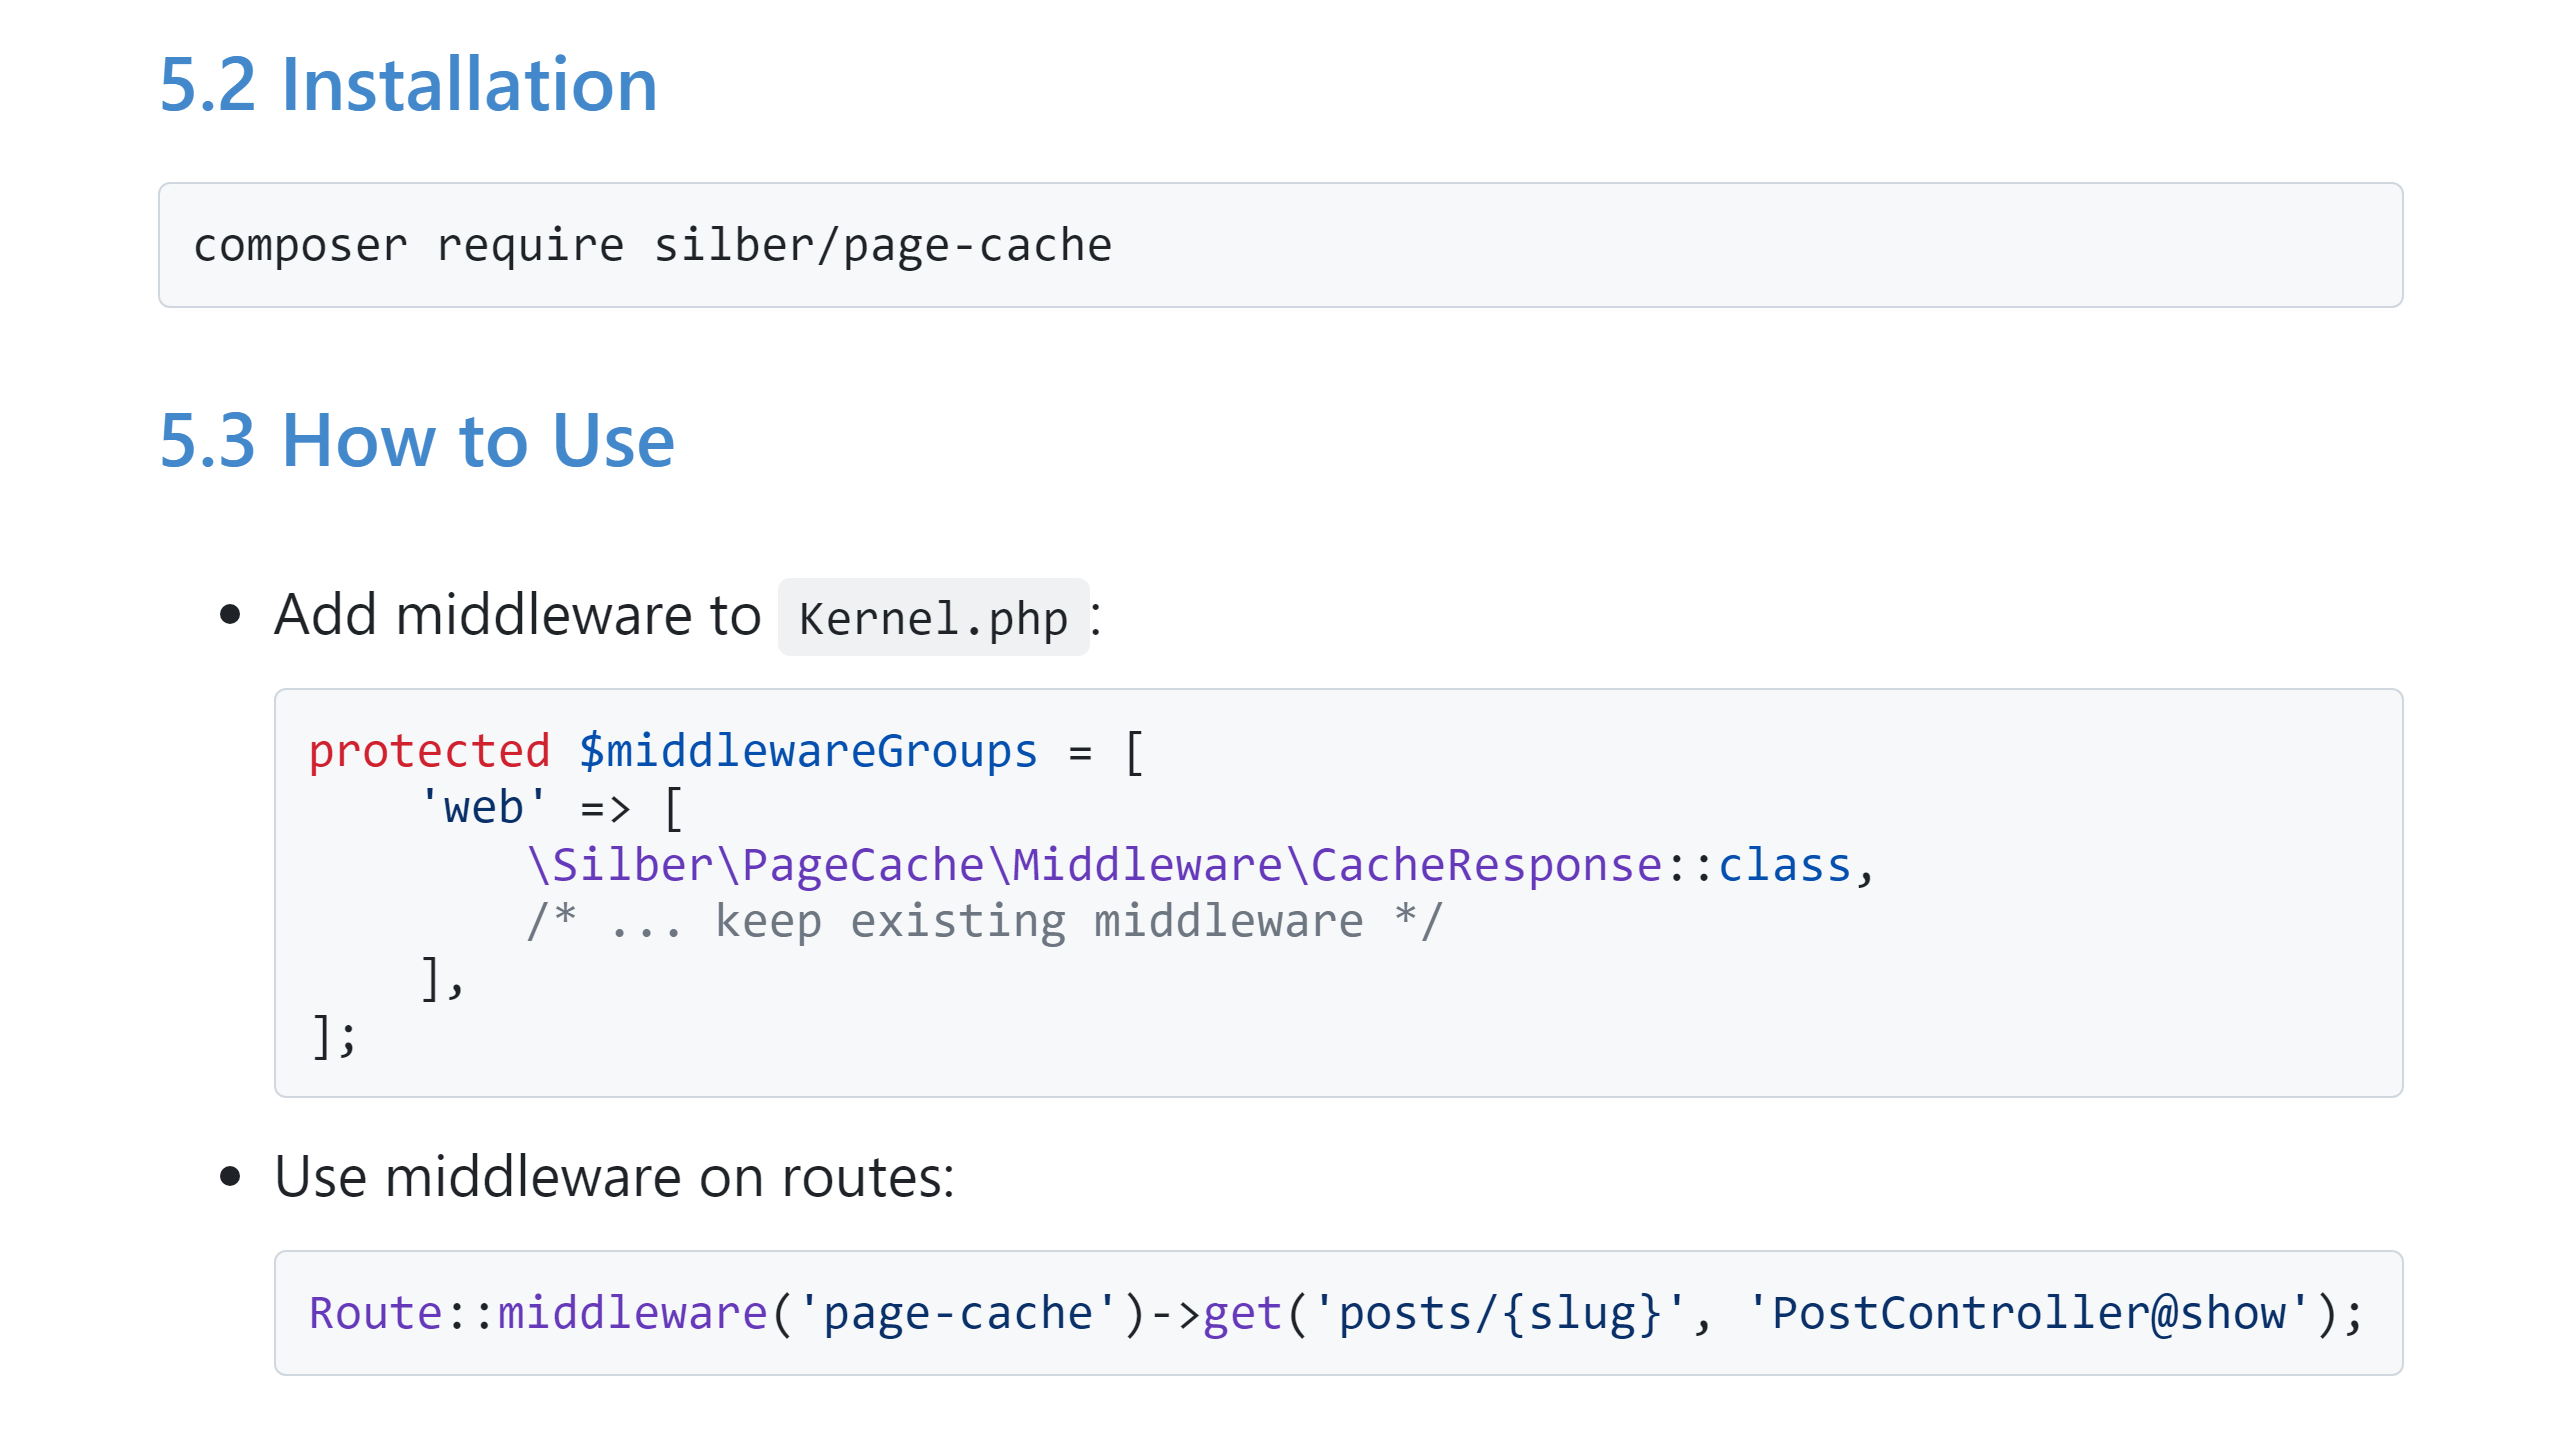 5.2 Installation
composer require silber/page-cache
5.3 How to Use
• Add middleware to Kernel.php:
protected $middlewareGroups = [
    'web' => [
        \Silber\PageCache\Middleware\CacheResponse::class,
        /* ... keep existing middleware */
    ],
];
• Use middleware on routes:
Route::middleware('page-cache')->get('posts/{slug}', 'PostController@show');